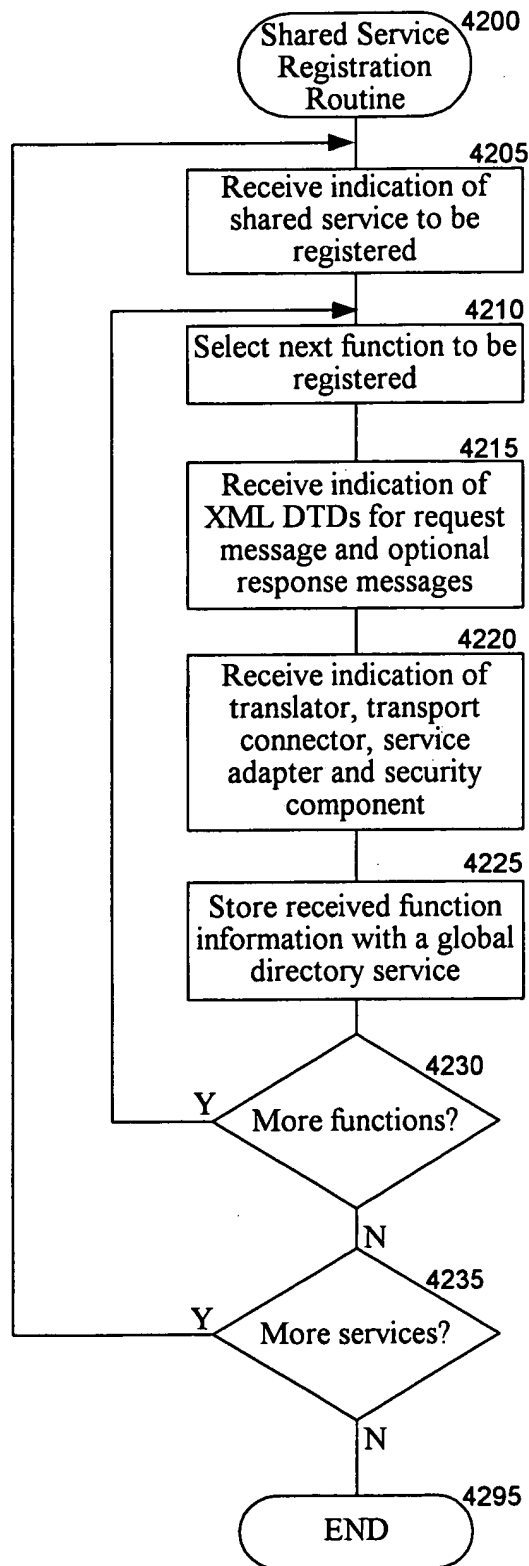 4200
Shared Service
Registration
Routine
4205
Receive indication of
shared service to be
registered
4210
Select next function to be
registered
4215
Receive indication of
XML DTDs for request
message and optional
response messages
4220
Receive indication of
translator, transport
connector, service
adapter and security
component
4225
Store received function
information with a global
directory service
4230
Y
More functions?
N
4235
Y
More services?
N
4295
END